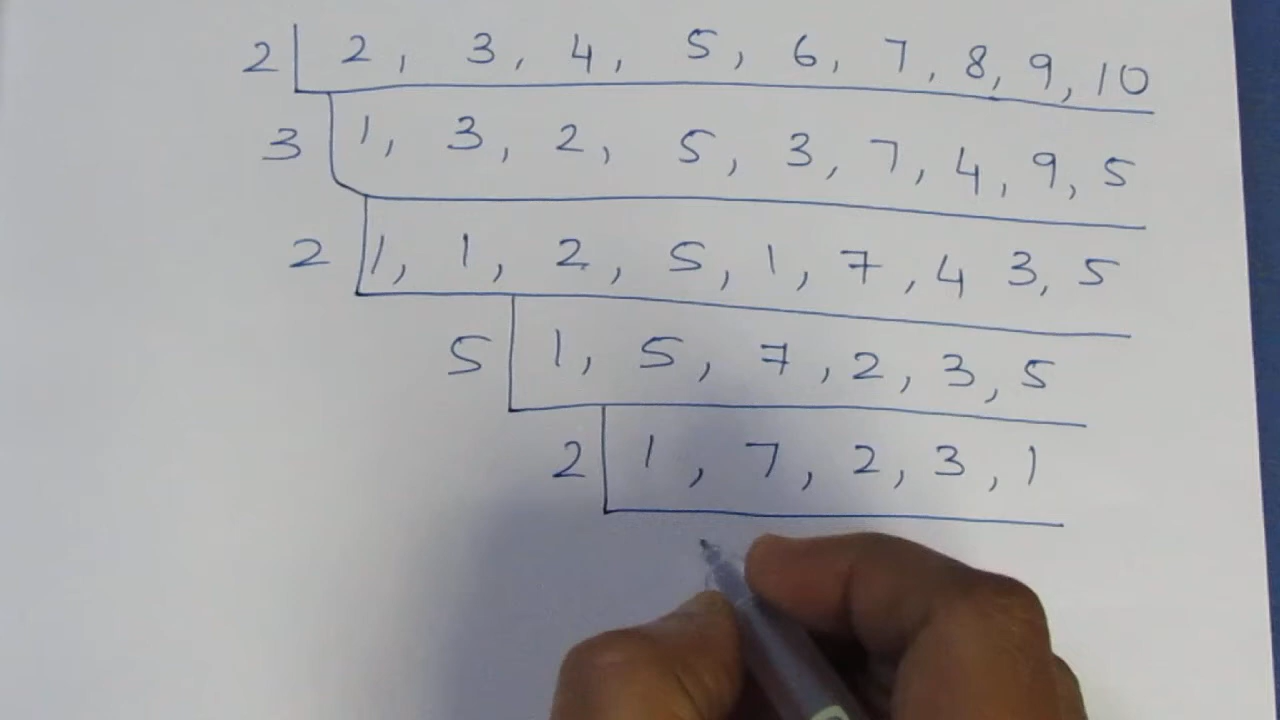 2 2, 3, 4, 5, 6, 7, 8, 9, 10
3 1, 3, 2, 5, 3, 7, 4, 9, 5
2 1, 1, 2, 5, 1, 7, 4 3, 5
5 1, 5, 7, 2, 3, 5
2 1, 7, 2, 3, 1